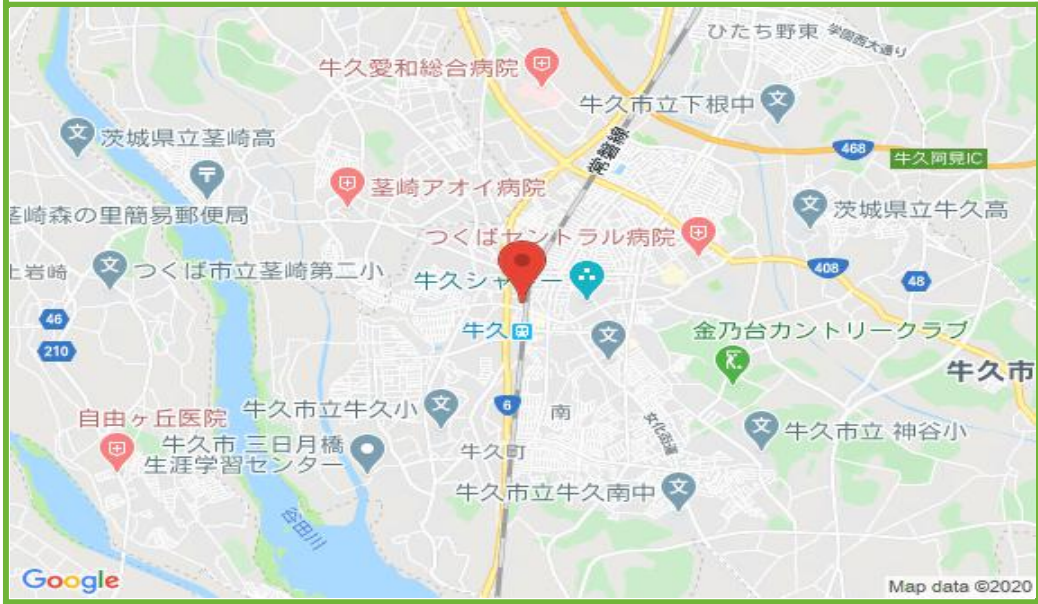 ひたち野東
学園西大通り
牛久愛和総合病院
牛久市立下根中
茨城県立茎崎高
常磐線
468
牛久阿見IC
茎崎アオイ病院
茎崎森の里簡易郵便局
茨城県立牛久高
つくばセントラル病院
上岩崎
つくば市立茎崎第二小
牛久シャ
ー
408
48
46
牛久
金乃台カントリークラブ
210
牛久市
自由ヶ丘医院
牛久市立牛久小
6
南
牛久市 三日月橋
生涯学習センター
牛久町
牛久市立 神谷小
牛久市立牛久南中
谷田川
Google
Map data ©2020